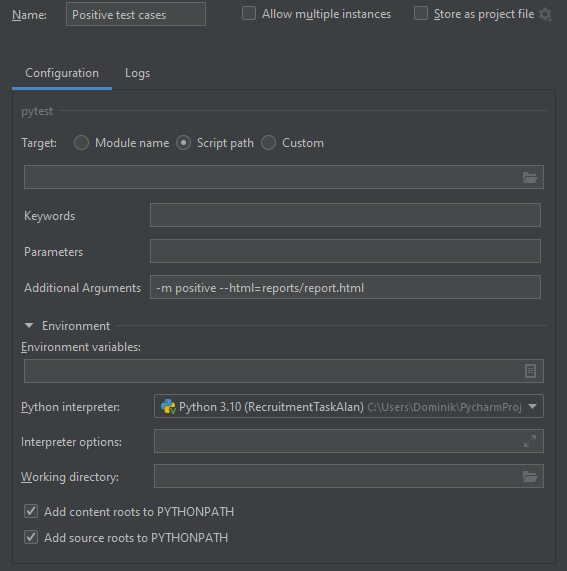 Name: Positive test cases Allow multiple instances Store as project file
Configuration Logs
pytest
Target: Module name Script path Custom
Keywords
Parameters
Additional Arguments -m positive --html=reports/report.html
Environment
Environment variables:
Python interpreter: Python 3.10 (RecruitmentTaskAlan) C:\Users\Dominik\PycharmProj
Interpreter options:
Working directory:
Add content roots to PYTHONPATH
Add source roots to PYTHONPATH